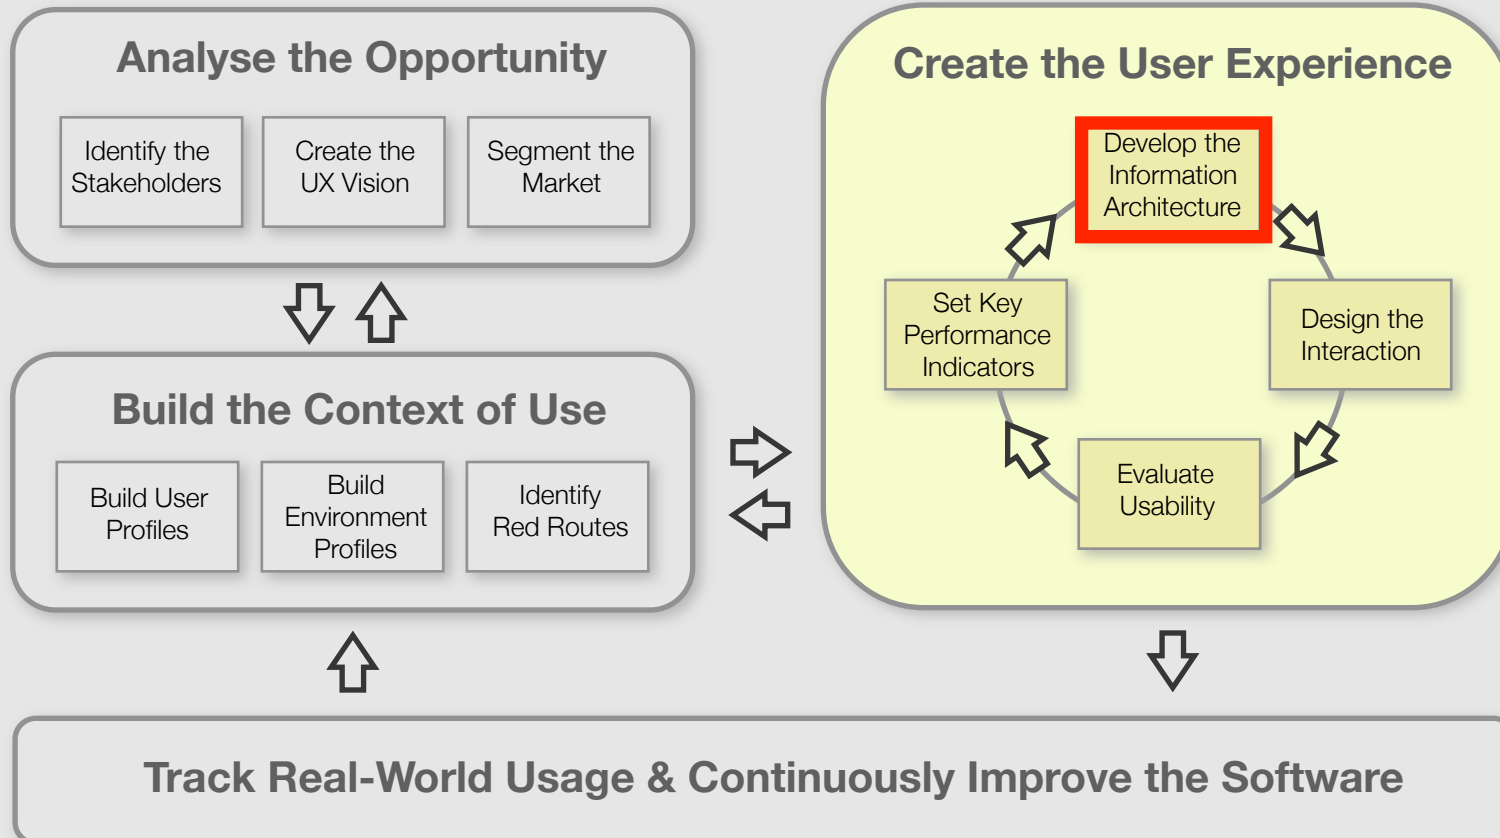 Analyse the Opportunity
Identify the
Stakeholders
Create the
UX Vision
Segment the
Market
Build the Context of Use
Build User
Profiles
Build
Environment
Profiles
Identify
Red Routes
Create the User Experience
Develop the
Information
Architecture
Set Key
Performance
Indicators
Design the
Interaction
Evaluate
Usability
Track Real-World Usage & Continuously Improve the Software